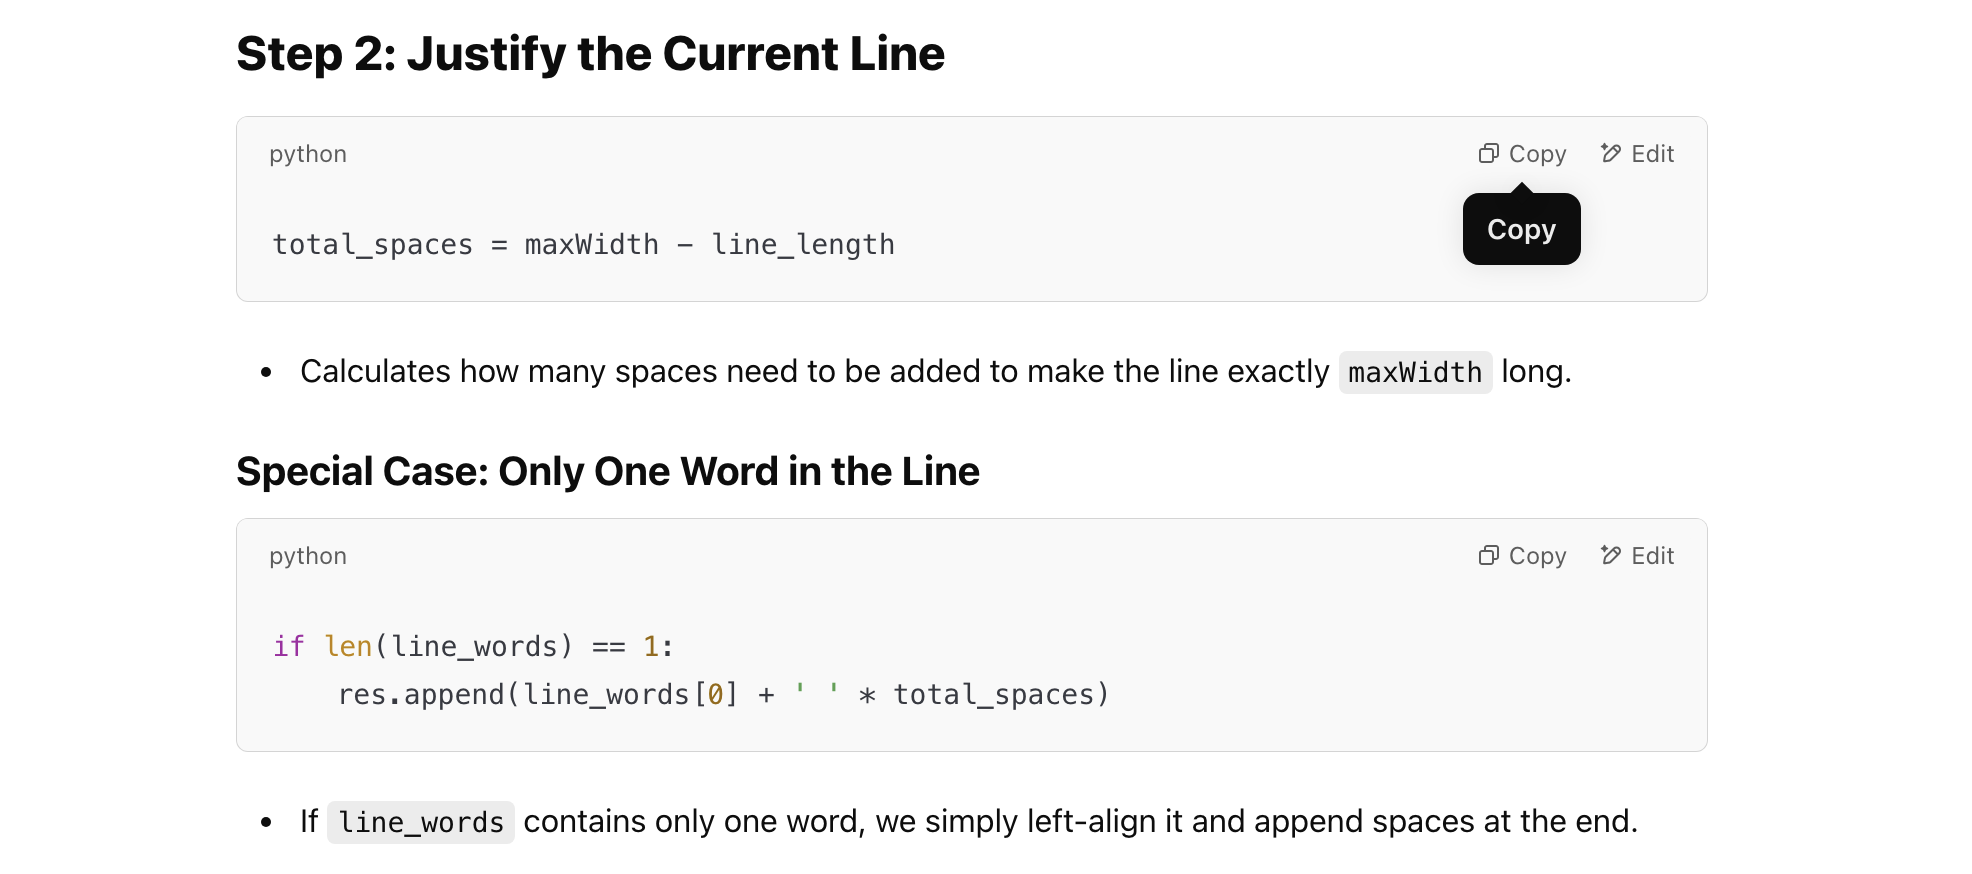 Step 2: Justify the Current Line
python Copy Edit
Copy
total_spaces = maxWidth - line_length
• Calculates how many spaces need to be added to make the line exactly maxWidth long.
Special Case: Only One Word in the Line
python Copy Edit
if len(line_words) == 1:
    res.append(line_words[0] + ' ' * total_spaces)
• If line_words contains only one word, we simply left-align it and append spaces at the end.